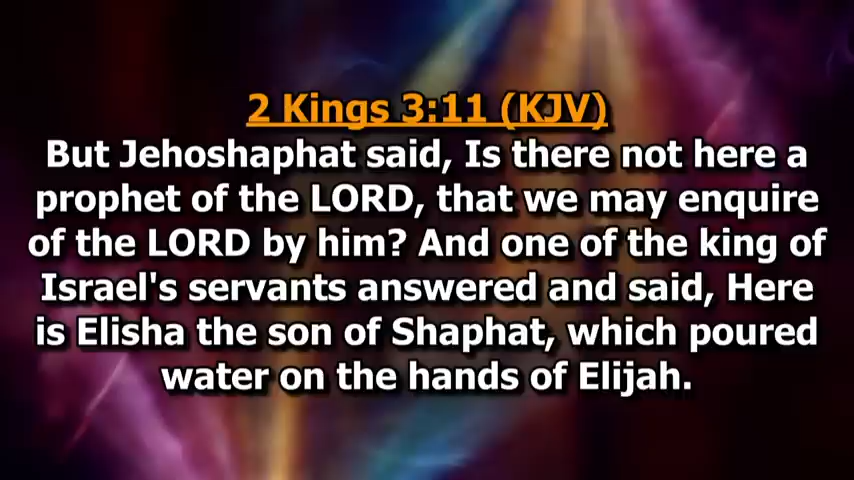 2 Kings 3:11 (KJV)
But Jehoshaphat said, Is there not here a
prophet of the LORD, that we may enquire
of the LORD by him? And one of the king of
Israel's servants answered and said, Here
is Elisha the son of Shaphat, which poured
water on the hands of Elijah.